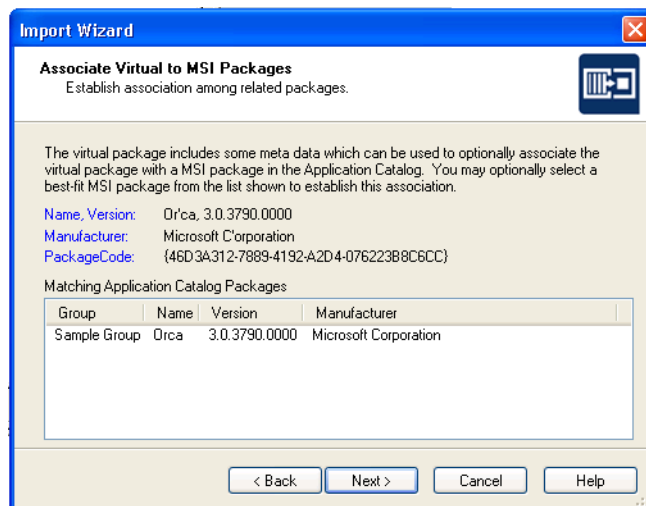 Import Wizard
Associate Virtual to MSI Packages
Establish association among related packages.
The virtual package includes some meta data which can be used to optionally associate the
virtual package with a MSI package in the Application Catalog. You may optionally select a
best-fit MSI package from the list shown to establish this association.
Name, Version: Or'ca, 3.0.3790.0000
Manufacturer: Microsoft C'orporation
PackageCode: {46D3A312-7889-4192-A2D4-076223B8C6CC}
Matching Application Catalog Packages
Group Name Version Manufacturer
Sample Group Orca 3.0.3790.0000 Microsoft Corporation
< Back Next > Cancel Help